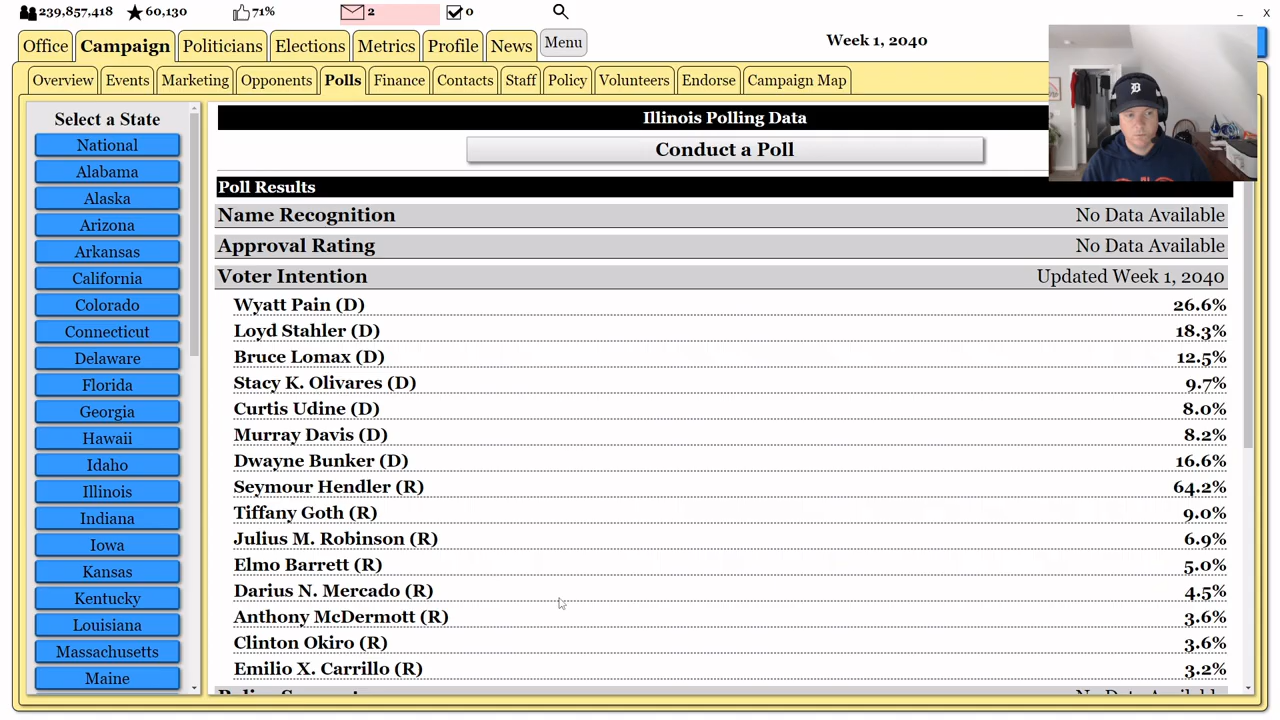 239,857,418 60,130 71% 2 0
Office Campaign Politicians Elections Metrics Profile News Menu Week 1, 2040
Overview Events Marketing Opponents Polls Finance Contacts Staff Policy Volunteers Endorse Campaign Map
Select a State
National
Alabama
Alaska
Arizona
Arkansas
California
Colorado
Connecticut
Delaware
Florida
Georgia
Hawaii
Idaho
Illinois
Indiana
Iowa
Kansas
Kentucky
Louisiana
Massachusetts
Maine
Illinois Polling Data
Conduct a Poll
Poll Results
Name Recognition No Data Available
Approval Rating No Data Available
Voter Intention Updated Week 1, 2040
Wyatt Pain (D) 26.6%
Loyd Stahler (D) 18.3%
Bruce Lomax (D) 12.5%
Stacy K. Olivares (D) 9.7%
Curtis Udine (D) 8.0%
Murray Davis (D) 8.2%
Dwayne Bunker (D) 16.6%
Seymour Hendler (R) 64.2%
Tiffany Goth (R) 9.0%
Julius M. Robinson (R) 6.9%
Elmo Barrett (R) 5.0%
Darius N. Mercado (R) 4.5%
Anthony McDermott (R) 3.6%
Clinton Okiro (R) 3.6%
Emilio X. Carrillo (R) 3.2%
No Data Available